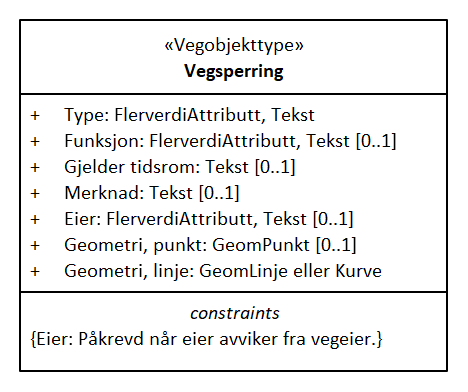 «Vegobjekttype»
Vegsperring
+ Type: FlerverdiAttributt, Tekst
+ Funksjon: FlerverdiAttributt, Tekst [0..1]
+ Gjelder tidsrom: Tekst [0..1]
+ Merknad: Tekst [0..1]
+ Eier: FlerverdiAttributt, Tekst [0..1]
+ Geometri, punkt: GeomPunkt [0..1]
+ Geometri, linje: GeomLinje eller Kurve
constraints
{Eier: Påkrevd når eier avviker fra vegeier.}